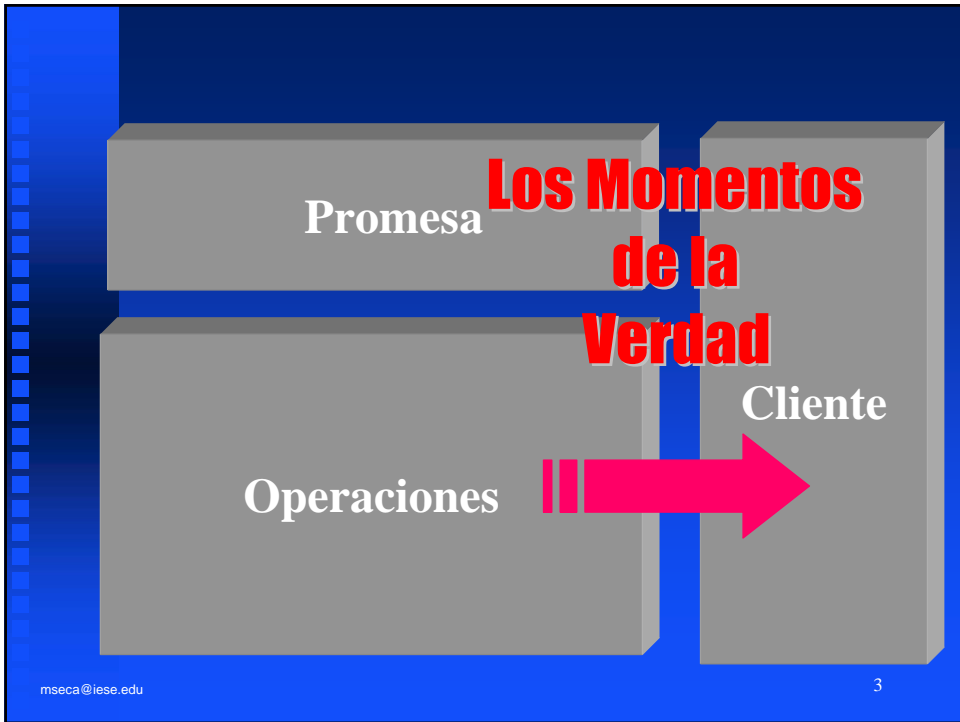 Promesa
Los Momentos
de la
Verdad
Cliente
Operaciones
mseca@iese.edu
3